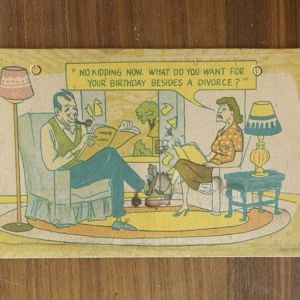 "NO KIDDING NOW. WHAT DO YOU WANT FOR
YOUR BIRTHDAY BESIDES A DIVORCE?"